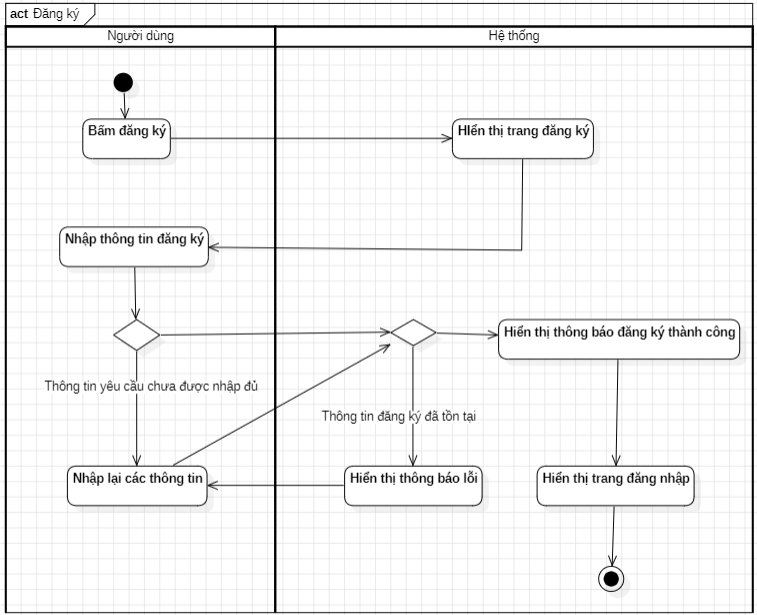 act Đăng ký
Người dùng
Hệ thống
Bấm đăng ký
HIển thị trang đăng ký
Nhập thông tin đăng ký
Hiển thị thông báo đăng ký thành công
Thông tin yêu cầu chưa được nhập đủ
Thông tin đăng ký đã tồn tại
Nhập lại các thông tin
Hiển thị thông báo lỗi
Hiển thị trang đăng nhập